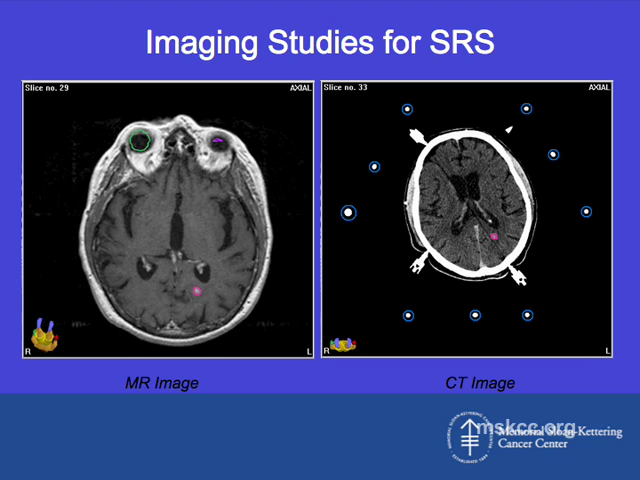 Imaging Studies for SRS
Slice no. 29 AXIAL
Slice no. 33 AXIAL
R L
R L
MR Image
CT Image
mskcc.org
Memorial Sloan-Kettering
Cancer Center